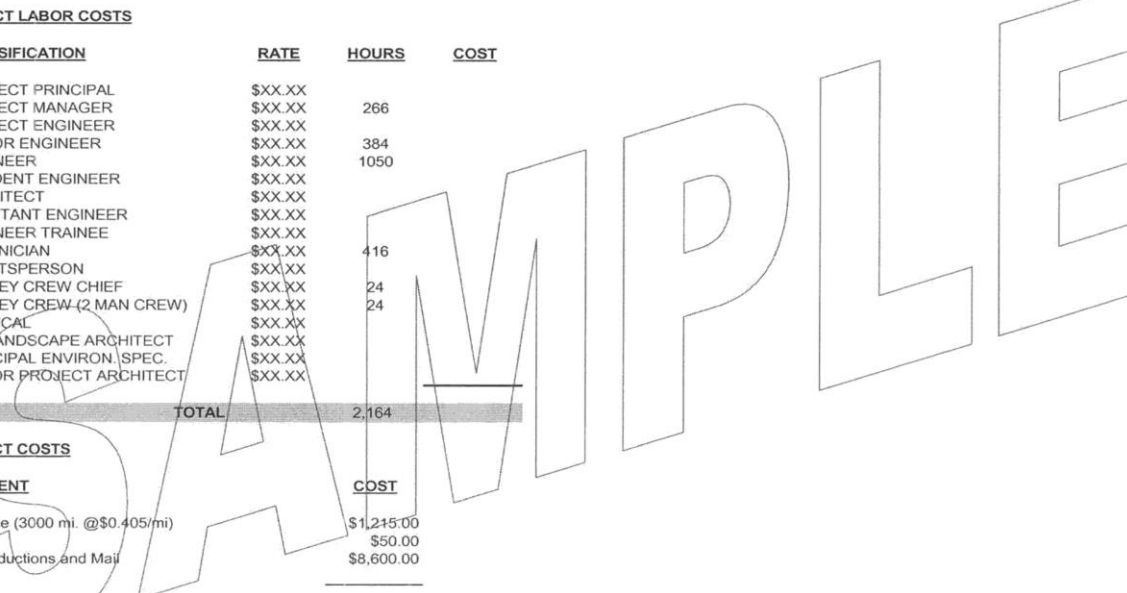 CT LABOR COSTS
SIFICATION RATE HOURS COST
ECT PRINCIPAL $XX.XX
ECT MANAGER $XX.XX 266
ECT ENGINEER $XX.XX
OR ENGINEER $XX.XX 384
NEER $XX.XX 1050
DENT ENGINEER $XX.XX
ITECT $XX.XX
TANT ENGINEER $XX.XX
NEER TRAINEE $XX.XX
NICIAN $XX.XX 416
TSPERSON $XX.XX
EY CREW CHIEF $XX.XX 24
EY CREW (2 MAN CREW) $XX.XX 24
ICAL $XX.XX
ANDSCAPE ARCHITECT $XX.XX
CIPAL ENVIRON. SPEC. $XX.XX
OR PROJECT ARCHITECT $XX.XX
TOTAL 2,164
CT COSTS
ENT COST
e (3000 mi. @$0.405/mi) $1,215.00
$50.00
ductions and Mail $8,600.00
SAMPLE